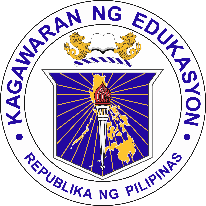 KAGAWARAN NG EDUKASYON
REPUBLIKA NG PILIPINAS